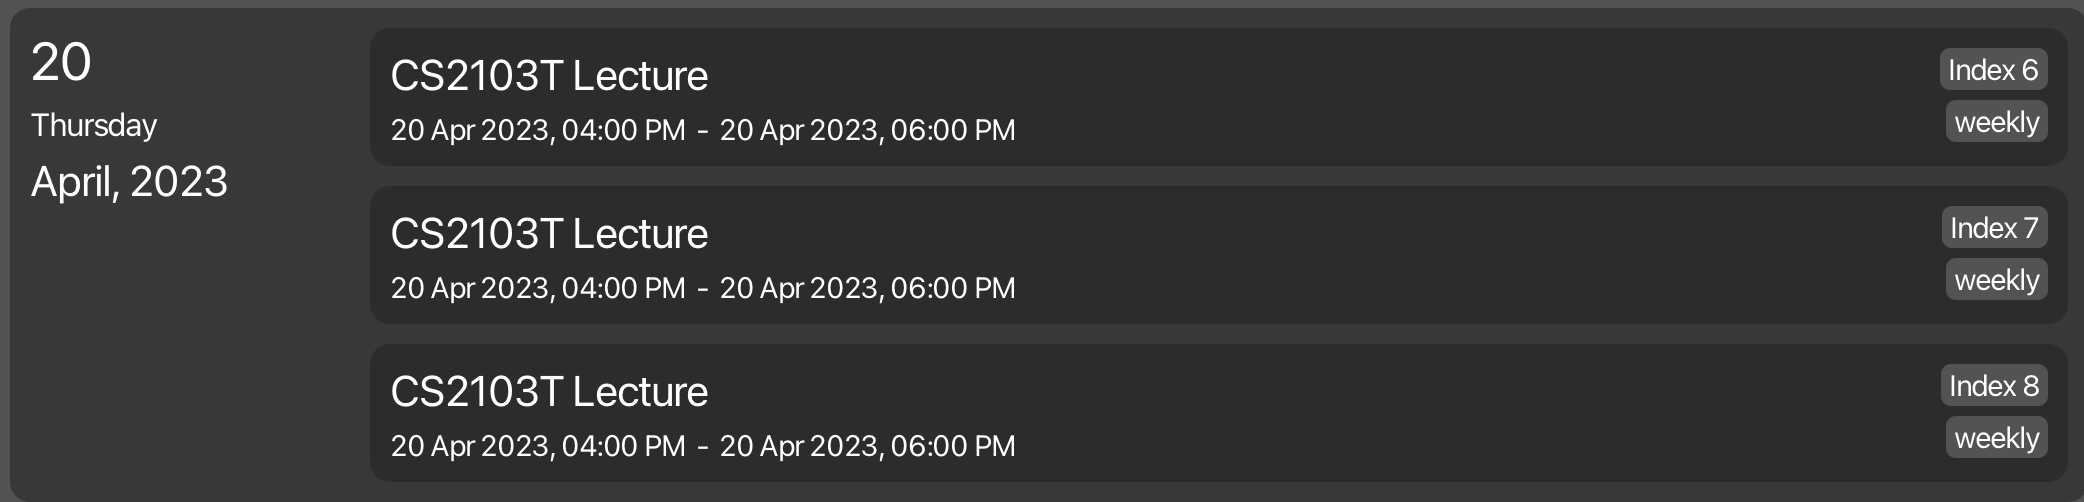 20
Thursday
April, 2023
CS2103T Lecture
20 Apr 2023, 04:00 PM - 20 Apr 2023, 06:00 PM
Index 6
weekly
CS2103T Lecture
20 Apr 2023, 04:00 PM - 20 Apr 2023, 06:00 PM
Index 7
weekly
CS2103T Lecture
20 Apr 2023, 04:00 PM - 20 Apr 2023, 06:00 PM
Index 8
weekly